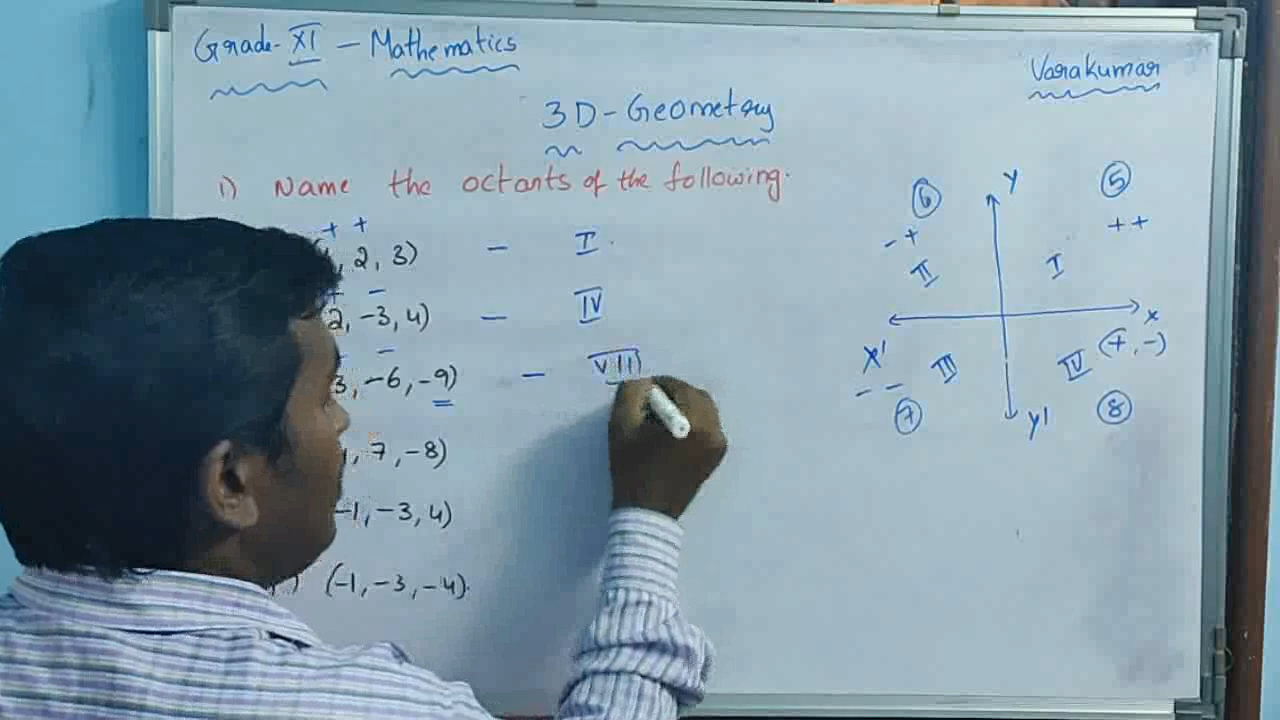 Grade-XI - Mathematics
Varakumar
3D-Geometry
1) Name the octants of the following.
+ +
, 2, 3) - I.
+ -
2, -3, 4) - IV
-
3, -6, -9) - VIII
, 7, -8)
-1, -3, 4)
) (-1, -3, -4).
Y
6 5
- + + +
II I
X' X
III IV (+, -)
- -
7 Y' 8